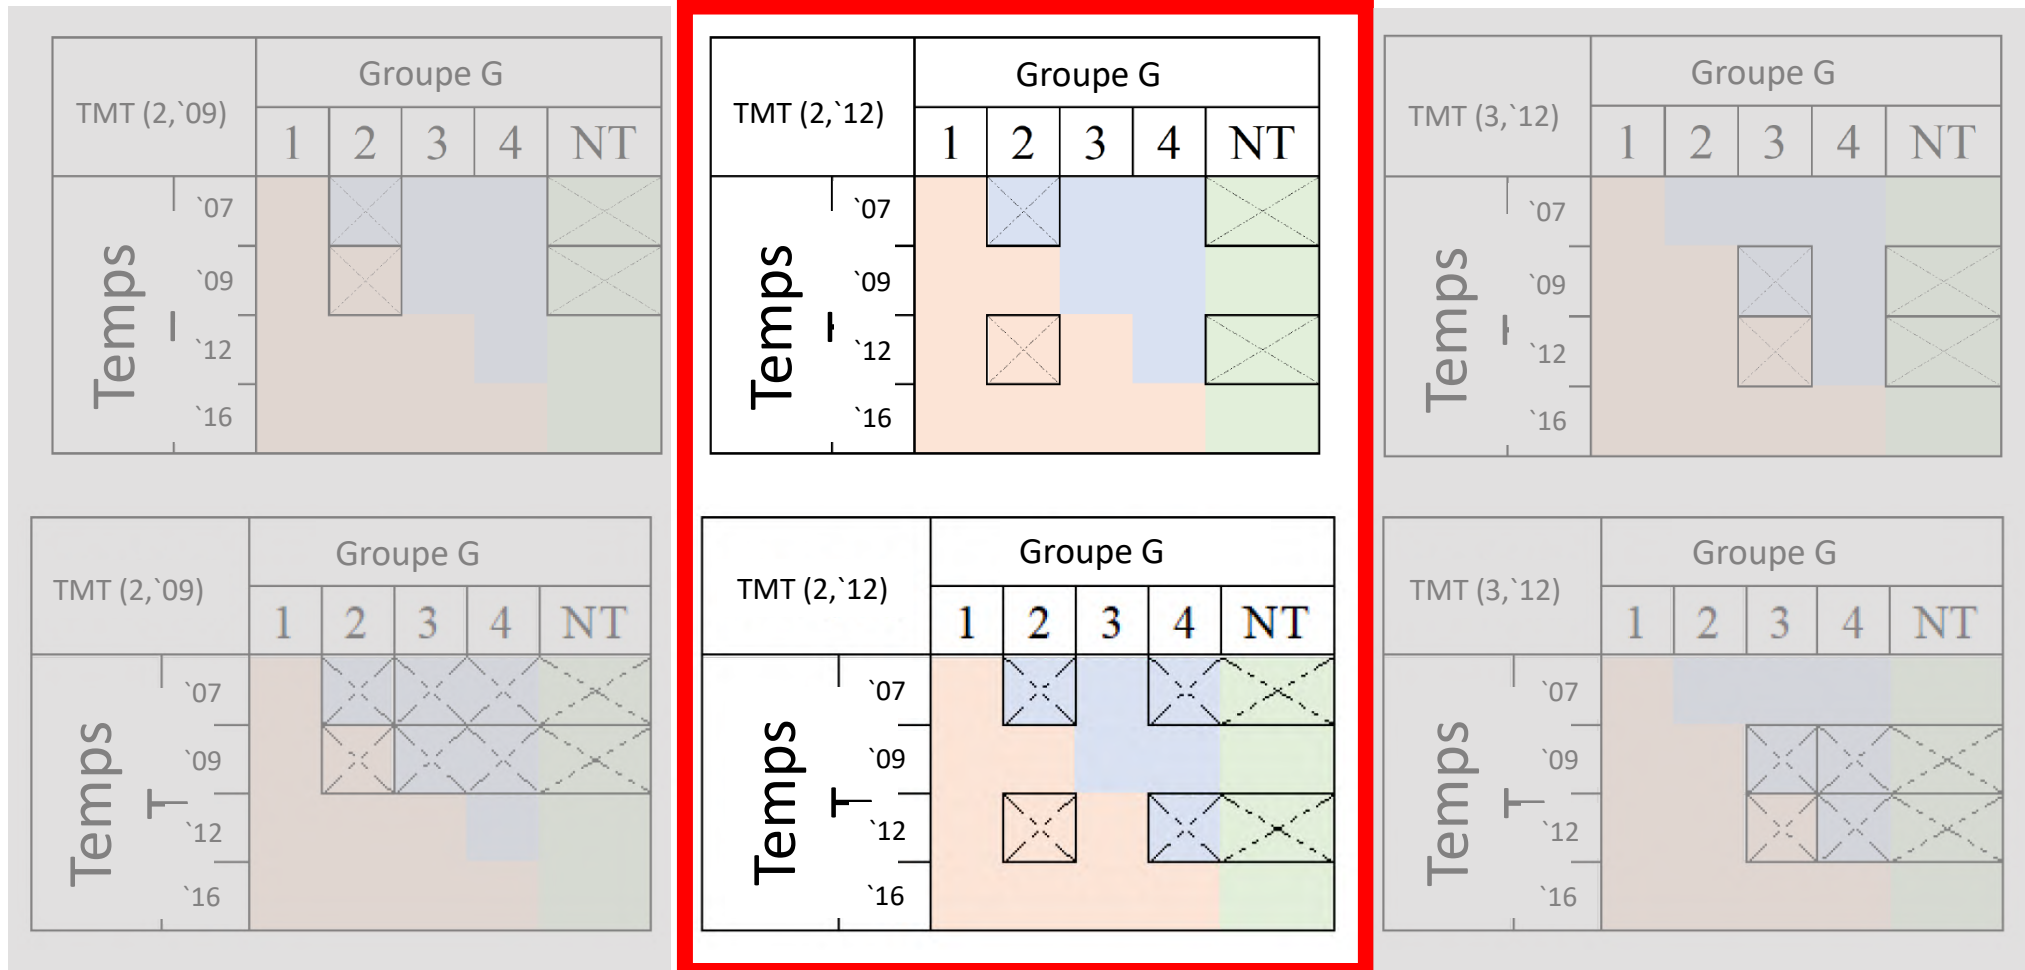 Groupe G
TMT (2,`09)
1 2 3 4 NT
Temps T
`07
`09
`12
`16
Groupe G
TMT (2,`12)
1 2 3 4 NT
Temps T
`07
`09
`12
`16
Groupe G
TMT (3,`12)
1 2 3 4 NT
Temps T
`07
`09
`12
`16
Groupe G
TMT (2,`09)
1 2 3 4 NT
Temps T
`07
`09
`12
`16
Groupe G
TMT (2,`12)
1 2 3 4 NT
Temps T
`07
`09
`12
`16
Groupe G
TMT (3,`12)
1 2 3 4 NT
Temps T
`07
`09
`12
`16